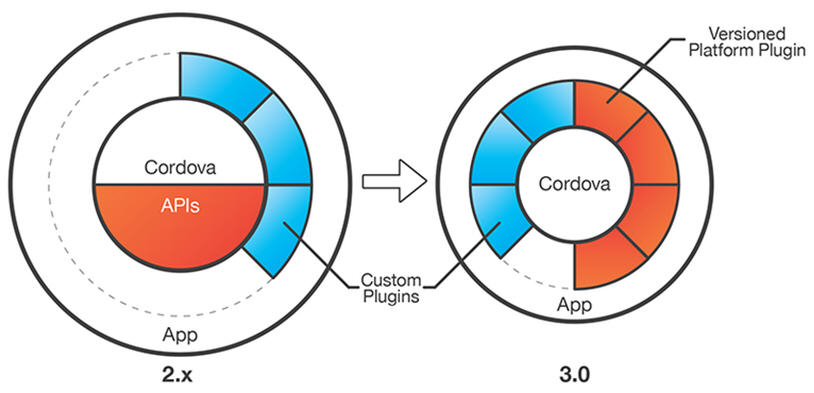 Versioned
Platform Plugin
Cordova
APIs
Cordova
Custom
Plugins
App
App
2.x
3.0